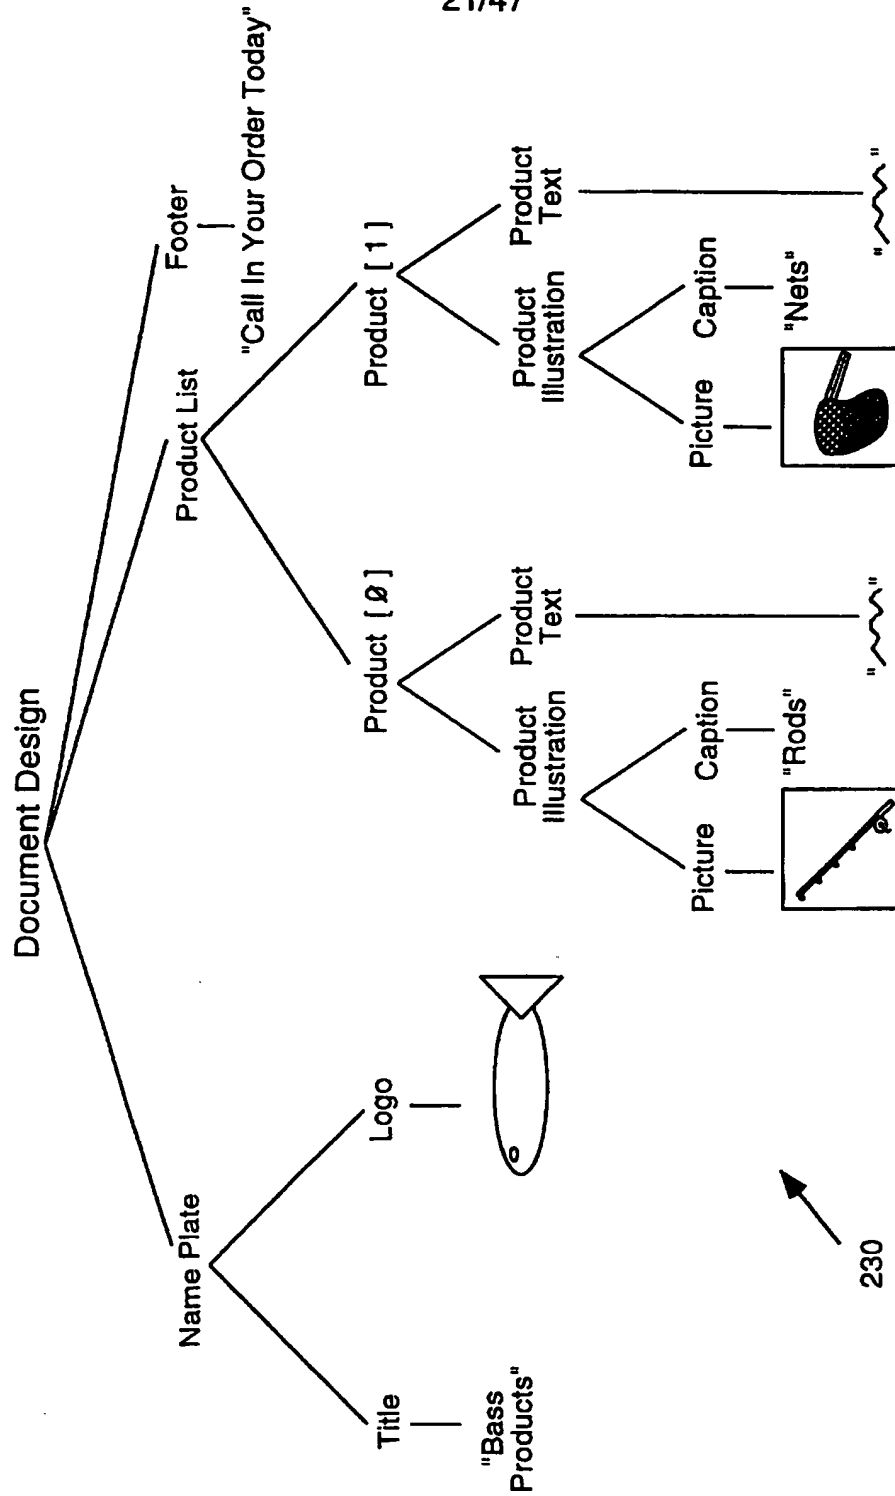 21/47
Document Design
Name Plate
Product List
Footer
"Call In Your Order Today"
Title
Logo
Product [0]
Product [1]
"Bass
Products"
Product
Illustration
Product
Text
Product
Illustration
Product
Text
Picture
Caption
Picture
Caption
"Rods"
"Nets"
" "
" "
230